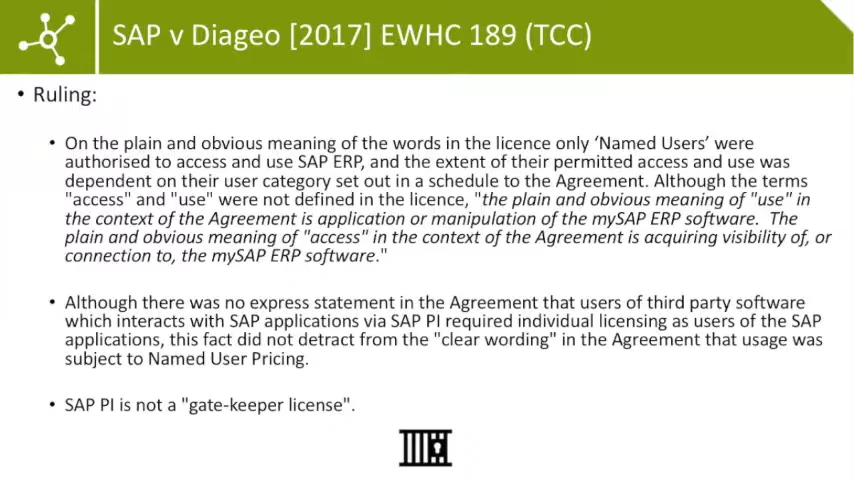 SAP v Diageo [2017] EWHC 189 (TCC)
• Ruling:
• On the plain and obvious meaning of the words in the licence only ‘Named Users’ were
authorised to access and use SAP ERP, and the extent of their permitted access and use was
dependent on their user category set out in a schedule to the Agreement. Although the terms
"access" and "use" were not defined in the licence, "the plain and obvious meaning of "use" in
the context of the Agreement is application or manipulation of the mySAP ERP software. The
plain and obvious meaning of "access" in the context of the Agreement is acquiring visibility of, or
connection to, the mySAP ERP software."
• Although there was no express statement in the Agreement that users of third party software
which interacts with SAP applications via SAP PI required individual licensing as users of the SAP
applications, this fact did not detract from the "clear wording" in the Agreement that usage was
subject to Named User Pricing.
• SAP PI is not a "gate-keeper license".